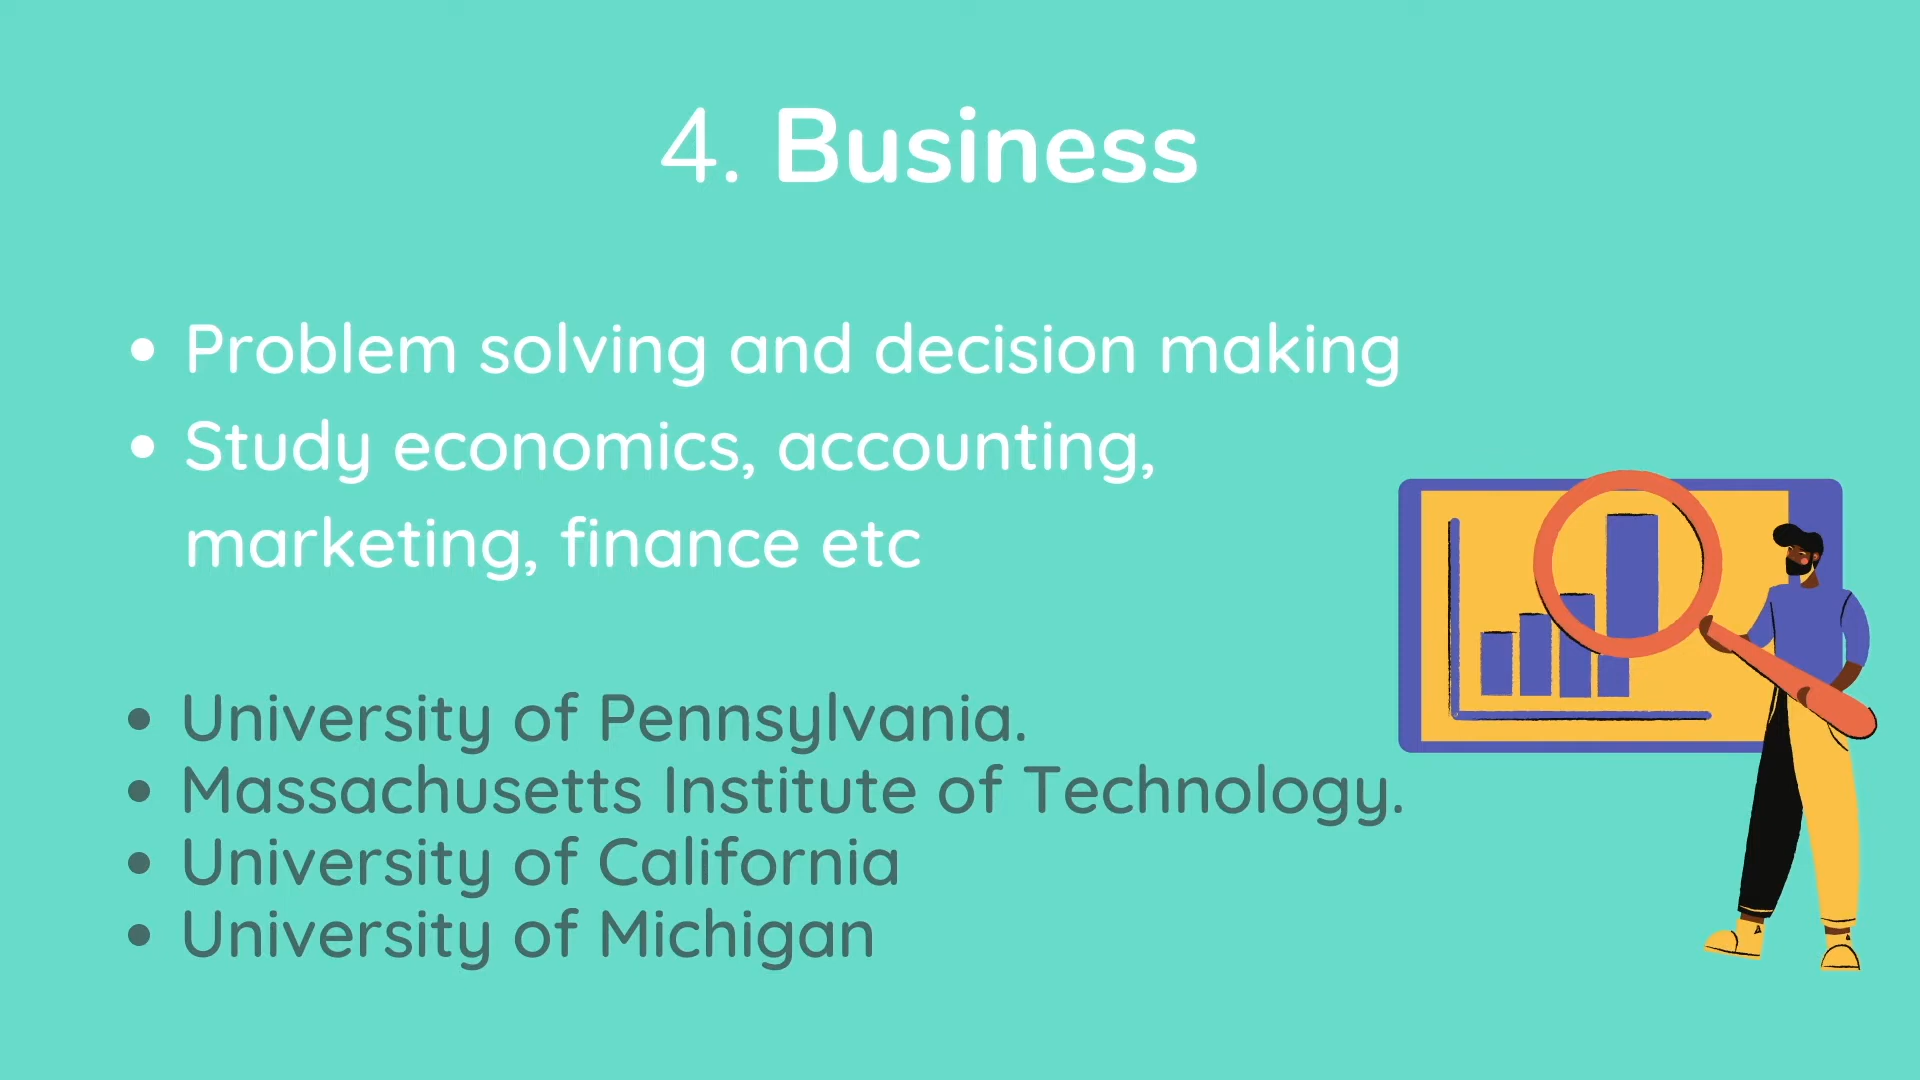 4. Business
• Problem solving and decision making
• Study economics, accounting,
marketing, finance etc
• University of Pennsylvania.
• Massachusetts Institute of Technology.
• University of California
• University of Michigan